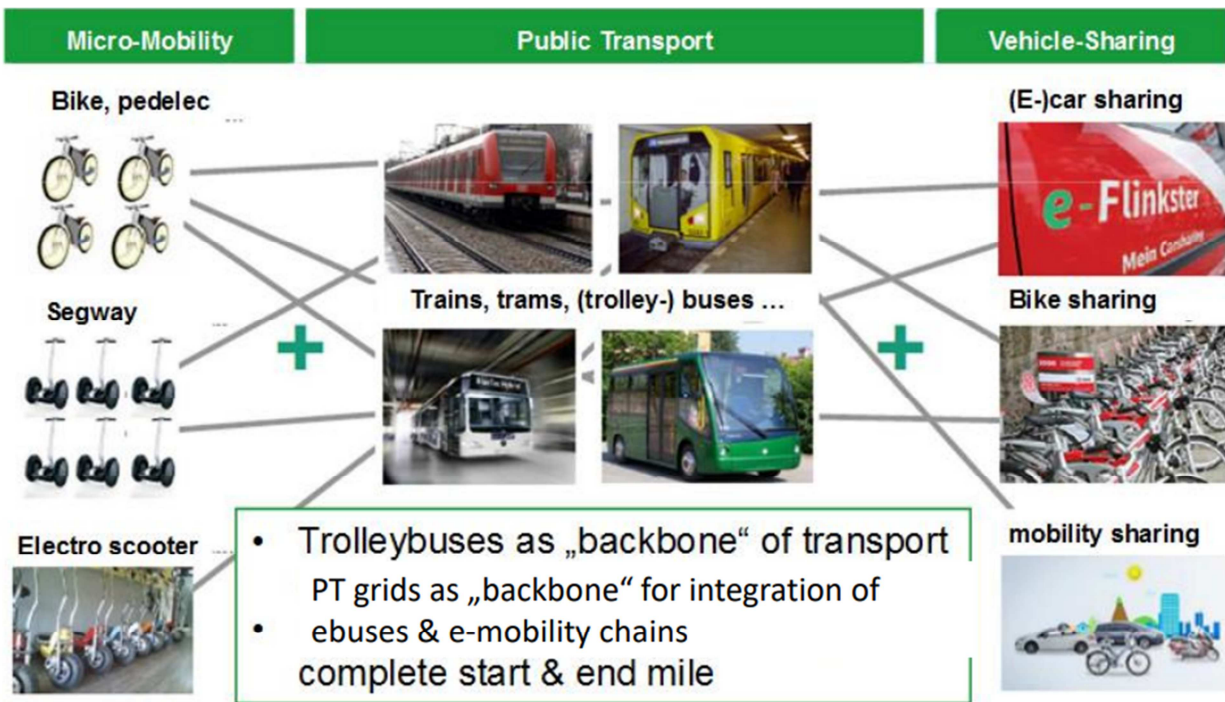 Micro-Mobility
Public Transport
Vehicle-Sharing
Bike, pedelec
...
(E-)car sharing
e-Flinkster
Mein Carsharing
Trains, trams, (trolley-) buses ...
Segway
...
Bike sharing
+
+
Electro scooter ...
mobility sharing
• Trolleybuses as „backbone“ of transport
PT grids as „backbone“ for integration of
• ebuses & e-mobility chains
complete start & end mile